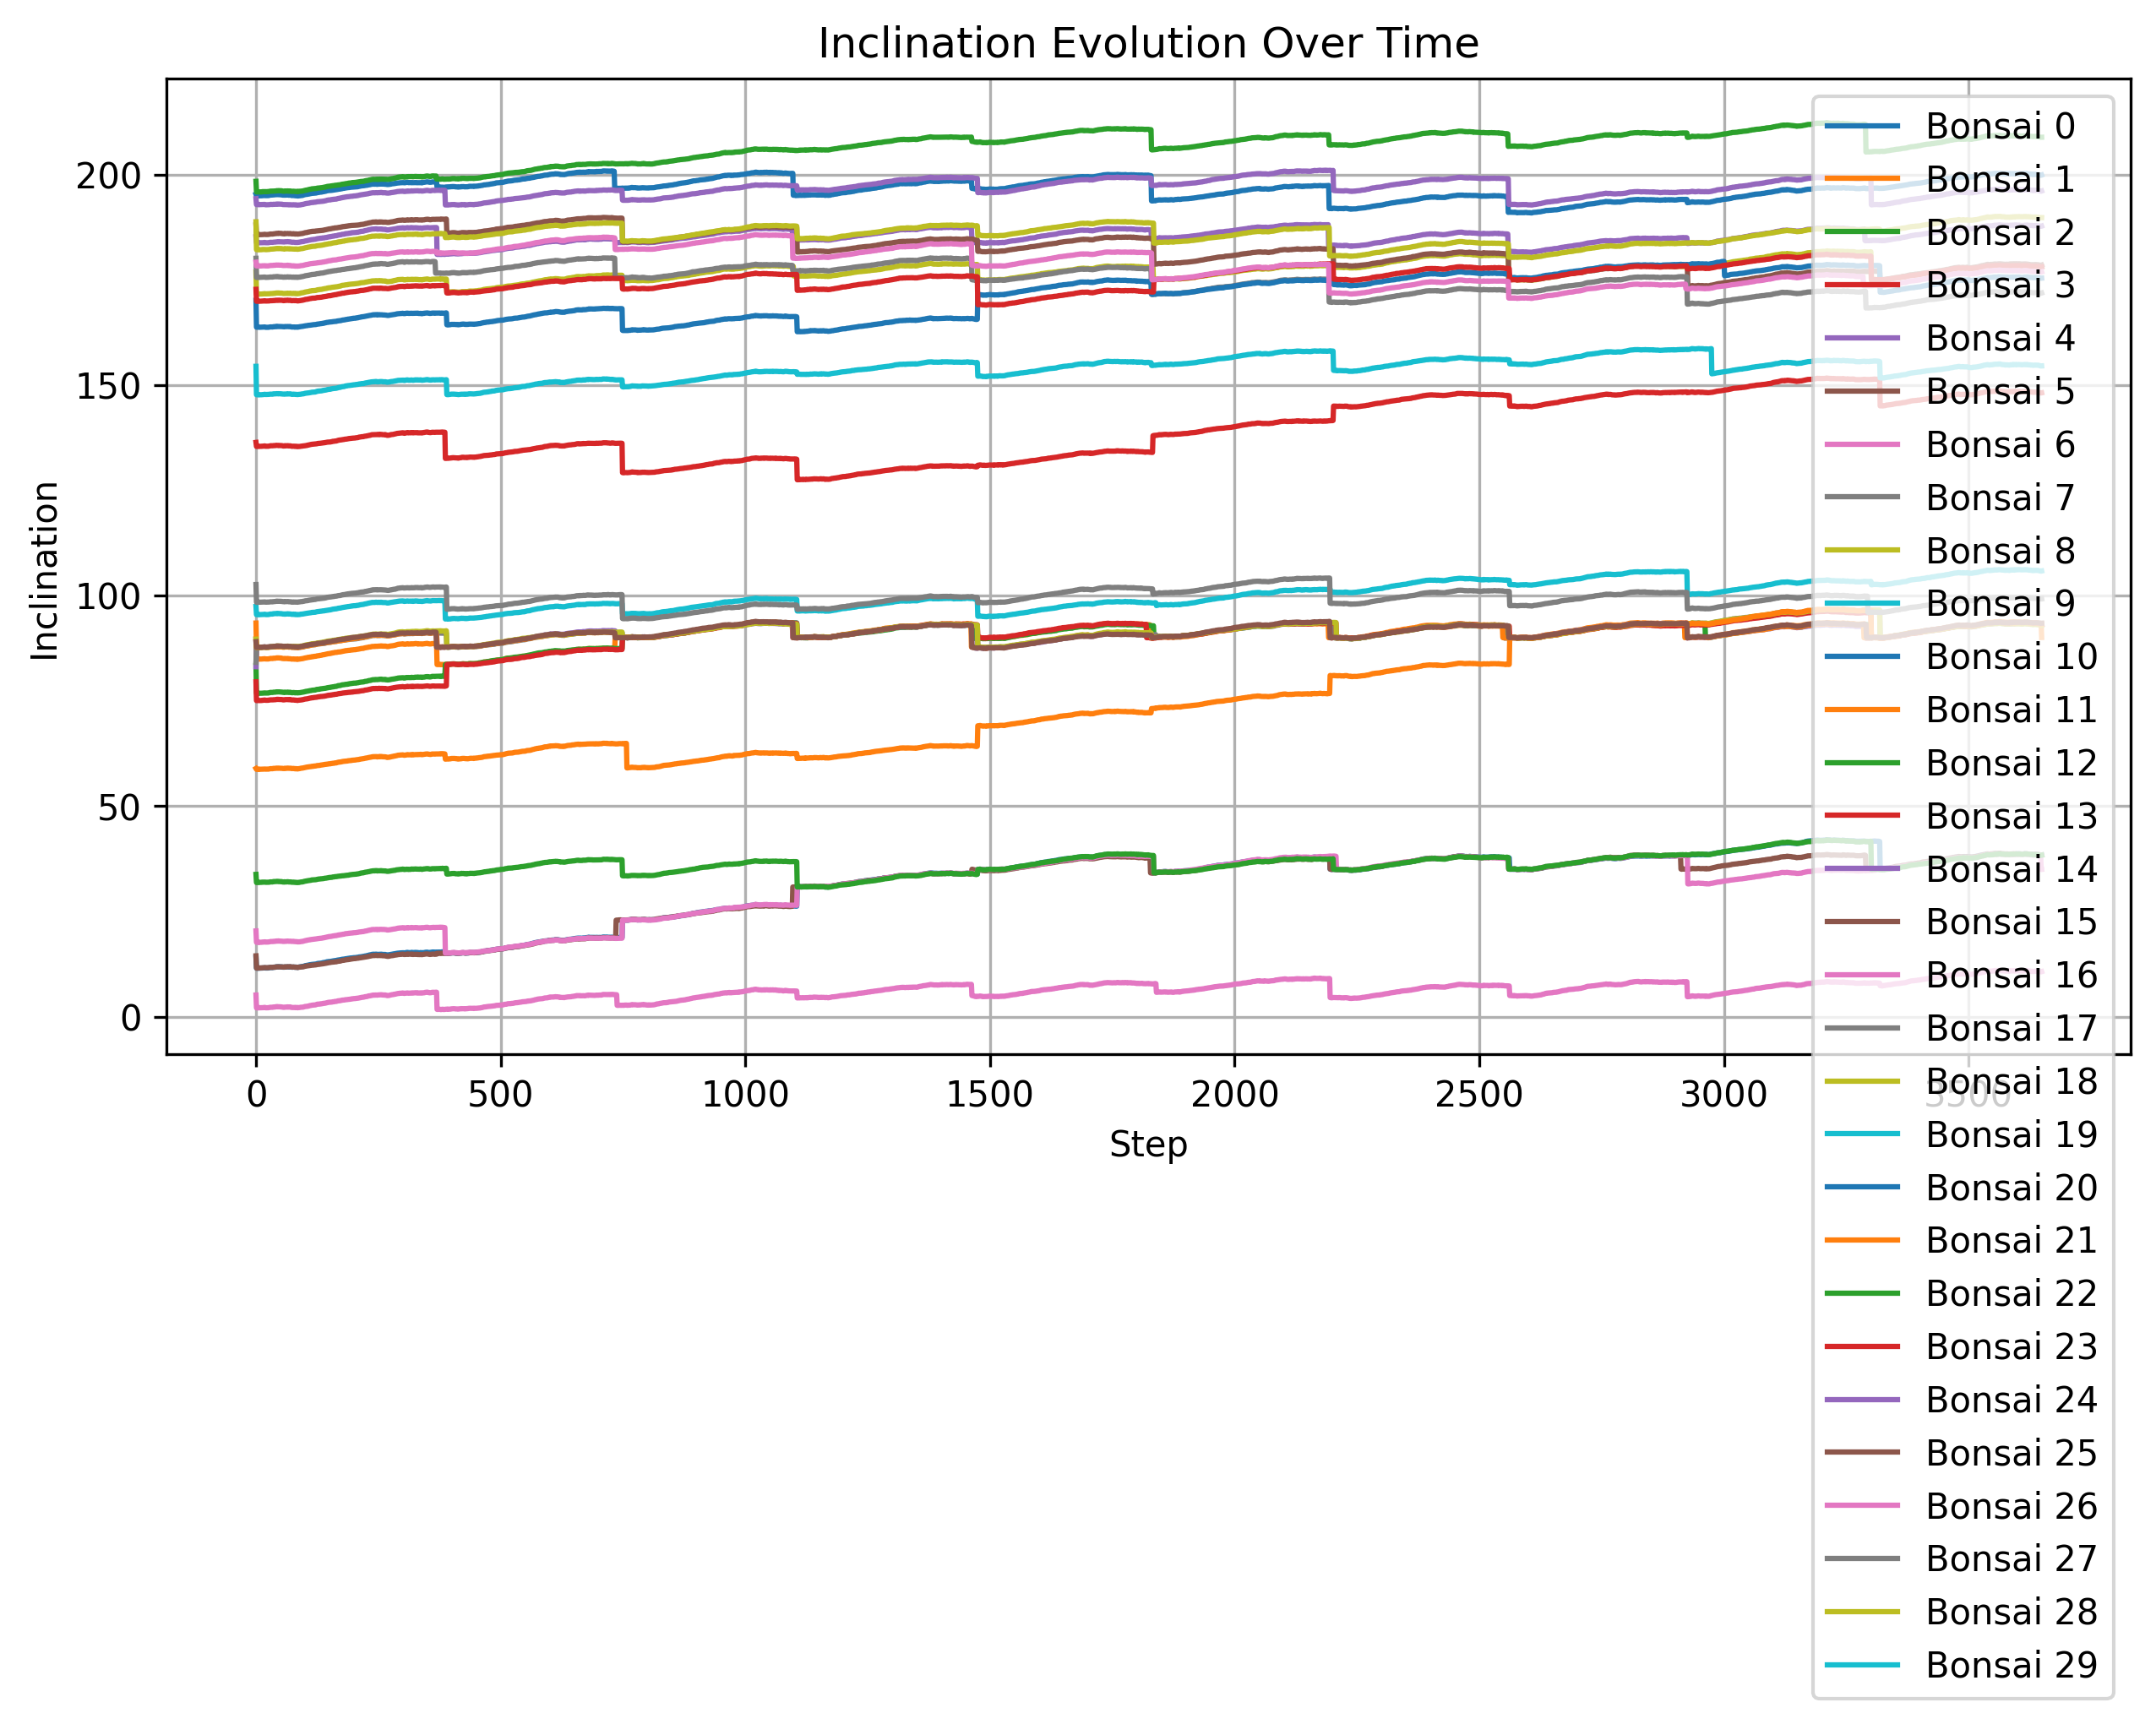 Inclination Evolution Over Time
Inclination
200
150
100
50
0
0 500 1000 1500 2000 2500 3000 3500
Step
Bonsai 0
Bonsai 1
Bonsai 2
Bonsai 3
Bonsai 4
Bonsai 5
Bonsai 6
Bonsai 7
Bonsai 8
Bonsai 9
Bonsai 10
Bonsai 11
Bonsai 12
Bonsai 13
Bonsai 14
Bonsai 15
Bonsai 16
Bonsai 17
Bonsai 18
Bonsai 19
Bonsai 20
Bonsai 21
Bonsai 22
Bonsai 23
Bonsai 24
Bonsai 25
Bonsai 26
Bonsai 27
Bonsai 28
Bonsai 29